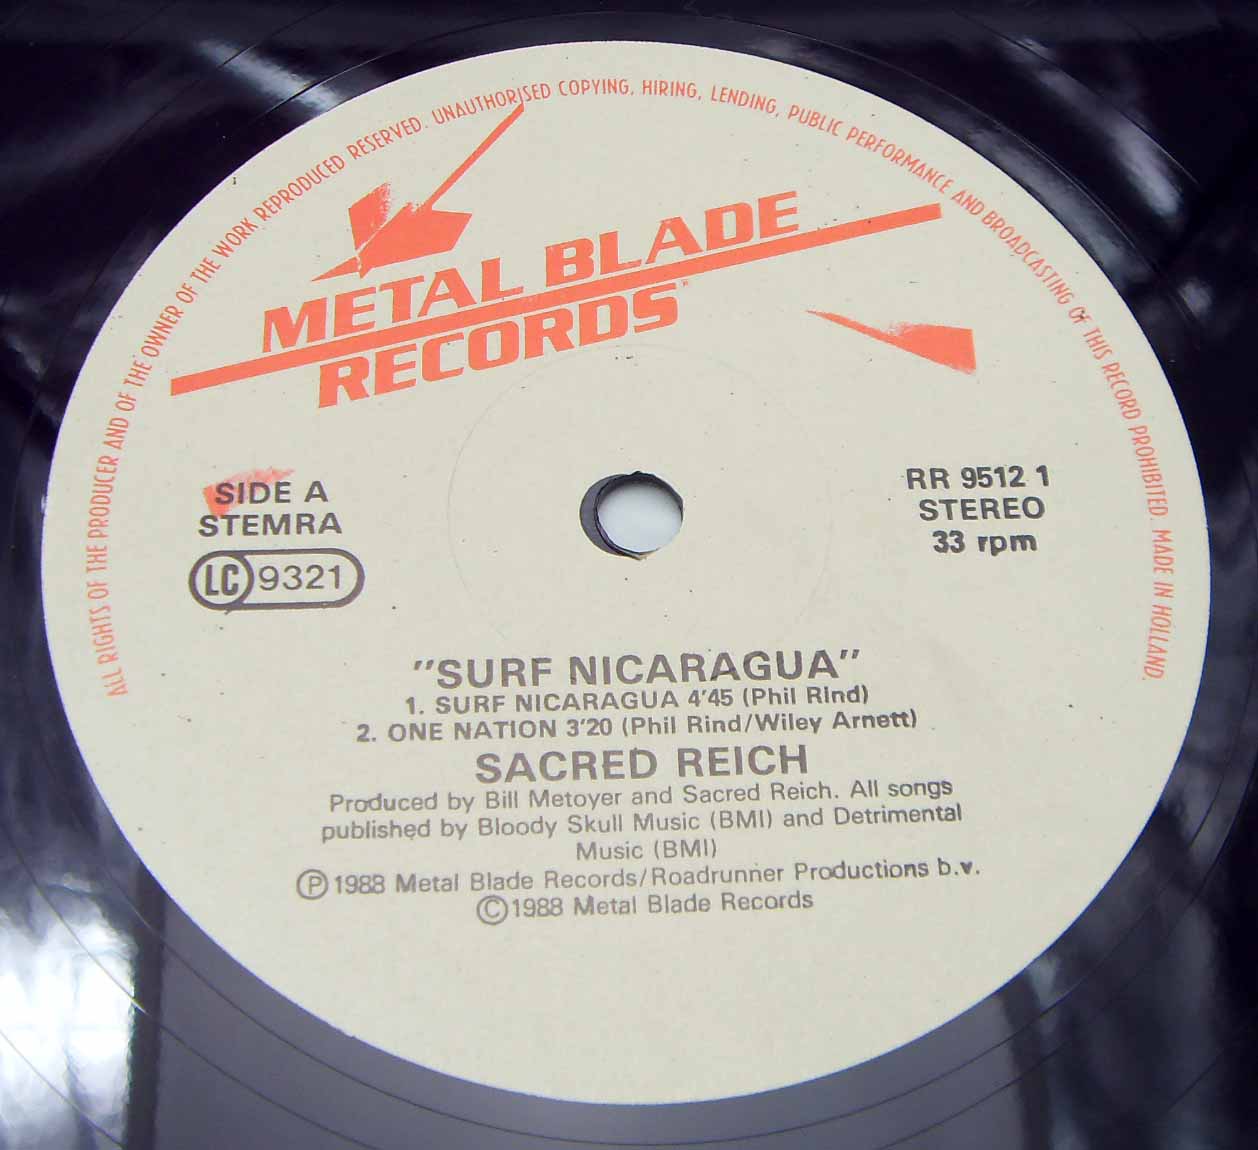 ALL RIGHTS OF THE PRODUCER AND OF THE OWNER OF THE WORK REPRODUCED RESERVED. UNAUTHORISED COPYING, HIRING, LENDING, PUBLIC PERFORMANCE AND BROADCASTING OF THIS RECORD PROHIBITED. MADE IN HOLLAND.
METAL BLADE
RECORDS
SIDE A
STEMRA
LC 9321
RR 9512 1
STEREO
33 rpm
"SURF NICARAGUA"
1. SURF NICARAGUA 4'45 (Phil Rind)
2. ONE NATION 3'20 (Phil Rind/Wiley Arnett)
SACRED REICH
Produced by Bill Metoyer and Sacred Reich. All songs
published by Bloody Skull Music (BMI) and Detrimental
Music (BMI)
Ⓟ 1988 Metal Blade Records/Roadrunner Productions b.v.
© 1988 Metal Blade Records